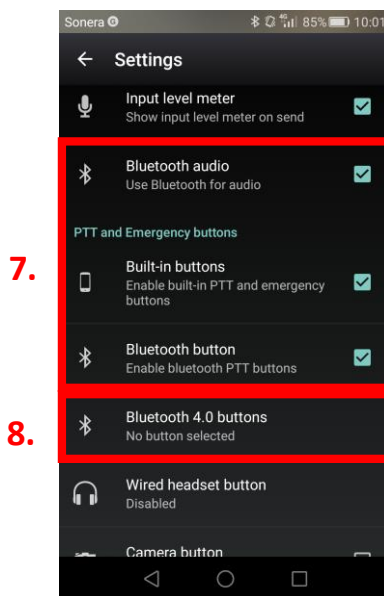 Sonera
85% 10:01
Settings
Input level meter
Show input level meter on send
Bluetooth audio
Use Bluetooth for audio
PTT and Emergency buttons
7.
Built-in buttons
Enable built-in PTT and emergency
buttons
Bluetooth button
Enable bluetooth PTT buttons
8.
Bluetooth 4.0 buttons
No button selected
Wired headset button
Disabled
Camera button